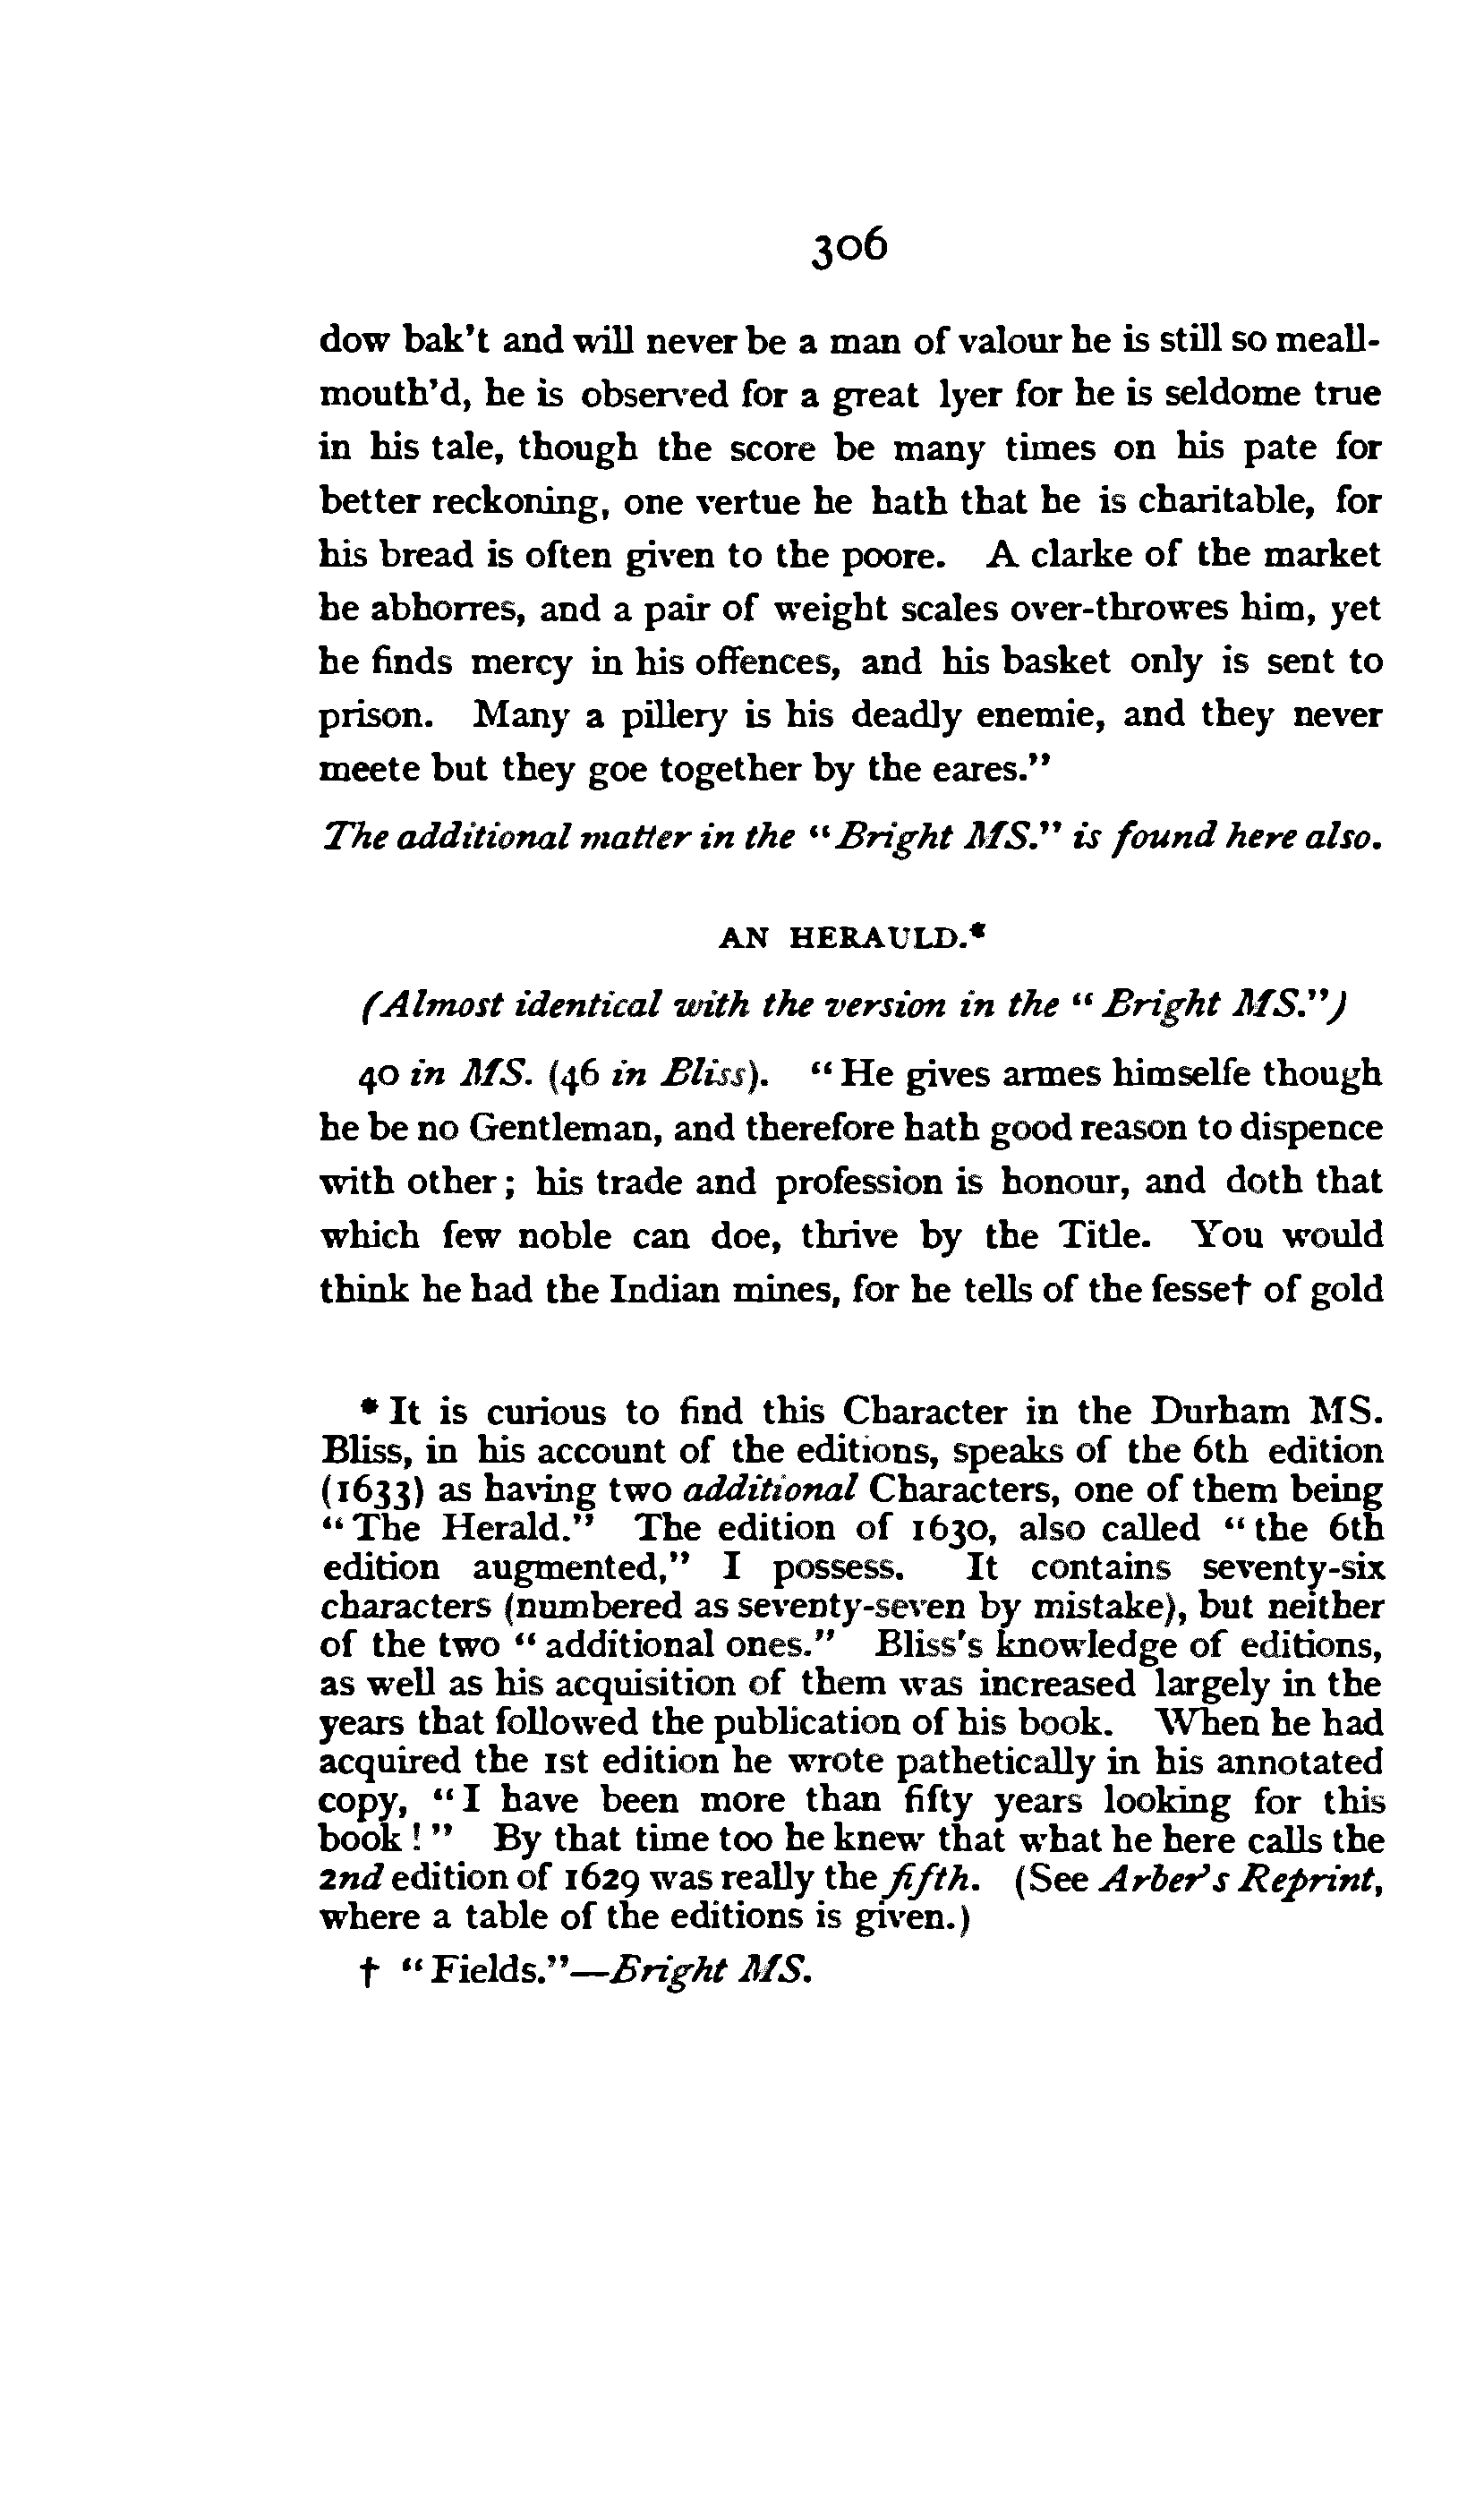 306
dow bak't and will never be a man of valour he is still so meall-
mouth'd, he is observed for a great lyer for he is seldome true
in his tale, though the score be many times on his pate for
better reckoning, one vertue he hath that he is charitable, for
his bread is often given to the poore. A clarke of the market
he abhorres, and a pair of weight scales over-throwes him, yet
he finds mercy in his offences, and his basket only is sent to
prison. Many a pillery is his deadly enemie, and they never
meete but they goe together by the eares."
The additional matter in the "Bright MS." is found here also.
AN HERAULD.*
(Almost identical with the version in the "Bright MS.")
40 in MS. (46 in Bliss). "He gives armes himselfe though
he be no Gentleman, and therefore hath good reason to dispence
with other; his trade and profession is honour, and doth that
which few noble can doe, thrive by the Title. You would
think he had the Indian mines, for he tells of the fesse† of gold
* It is curious to find this Character in the Durham MS.
Bliss, in his account of the editions, speaks of the 6th edition
(1633) as having two additional Characters, one of them being
"The Herald." The edition of 1630, also called "the 6th
edition augmented," I possess. It contains seventy-six
characters (numbered as seventy-seven by mistake), but neither
of the two "additional ones." Bliss's knowledge of editions,
as well as his acquisition of them was increased largely in the
years that followed the publication of his book. When he had
acquired the 1st edition he wrote pathetically in his annotated
copy, "I have been more than fifty years looking for this
book!" By that time too he knew that what he here calls the
2nd edition of 1629 was really the fifth. (See Arber's Reprint,
where a table of the editions is given.)
† "Fields."—Bright MS.